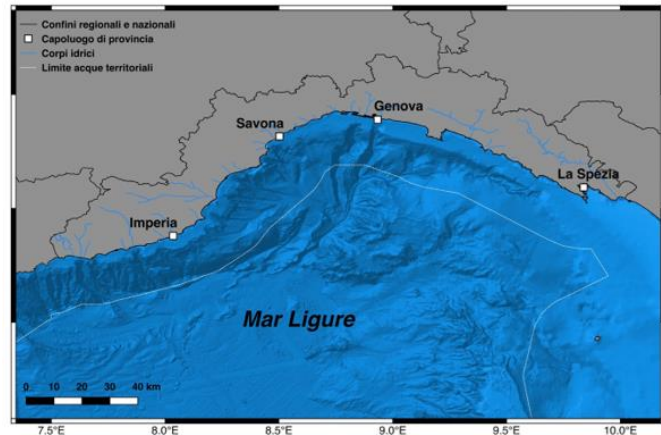 Confini regionali e nazionali
Capoluogo di provincia
Corpi idrici
Limite acque territoriali
Genova
Savona
La Spezia
Imperia
Mar Ligure
0 10 20 30 40 km
7.5°E 8.0°E 8.5°E 9.0°E 9.6°E 10.0°E